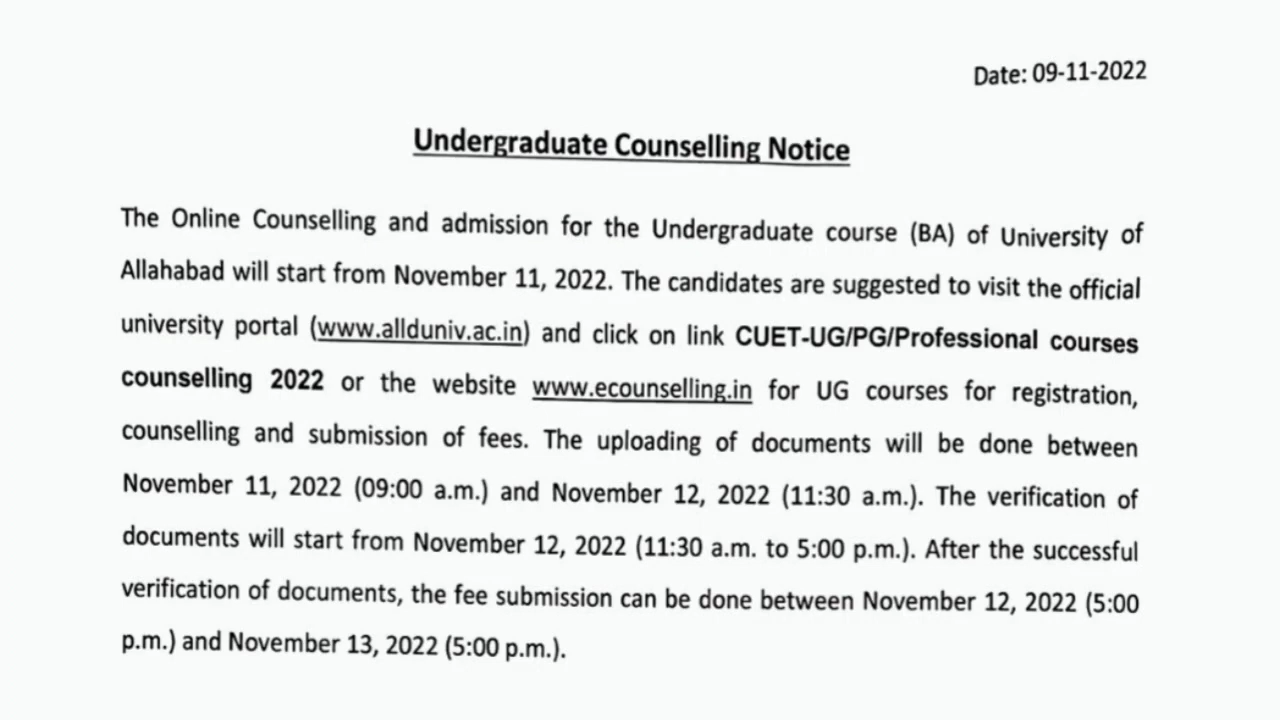 Date: 09-11-2022
Undergraduate Counselling Notice
The Online Counselling and admission for the Undergraduate course (BA) of University of
Allahabad will start from November 11, 2022. The candidates are suggested to visit the official
university portal (www.allduniv.ac.in) and click on link CUET-UG/PG/Professional courses
counselling 2022 or the website www.ecounselling.in for UG courses for registration,
counselling and submission of fees. The uploading of documents will be done between
November 11, 2022 (09:00 a.m.) and November 12, 2022 (11:30 a.m.). The verification of
documents will start from November 12, 2022 (11:30 a.m. to 5:00 p.m.). After the successful
verification of documents, the fee submission can be done between November 12, 2022 (5:00
p.m.) and November 13, 2022 (5:00 p.m.).